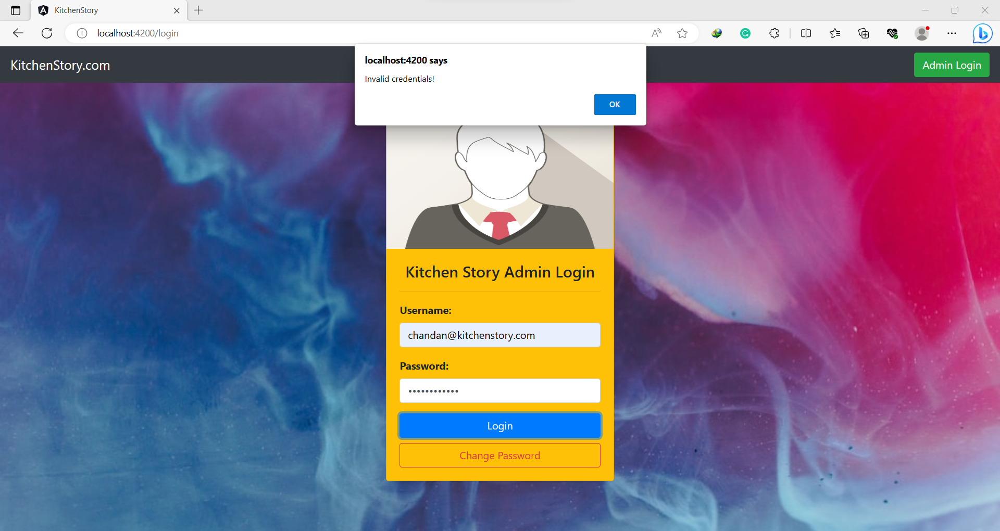 KitchenStory
localhost:4200/login
KitchenStory.com
Admin Login
localhost:4200 says
Invalid credentials!
OK
Kitchen Story Admin Login
Username:
chandan@kitchenstory.com
Password:
••••••••••••
Login
Change Password